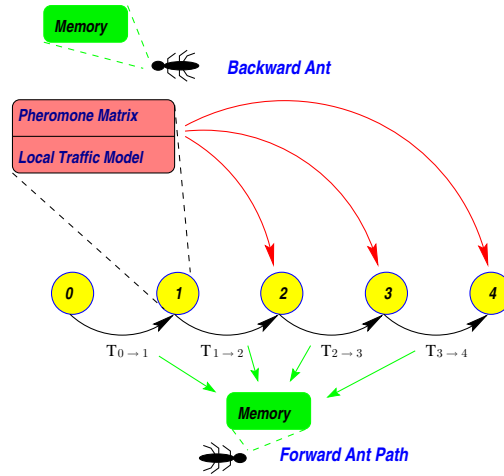 Memory
Backward Ant
Pheromone Matrix
Local Traffic Model
0 1 2 3 4
T0 → 1 T1 → 2 T2 → 3 T3 → 4
Memory
Forward Ant Path